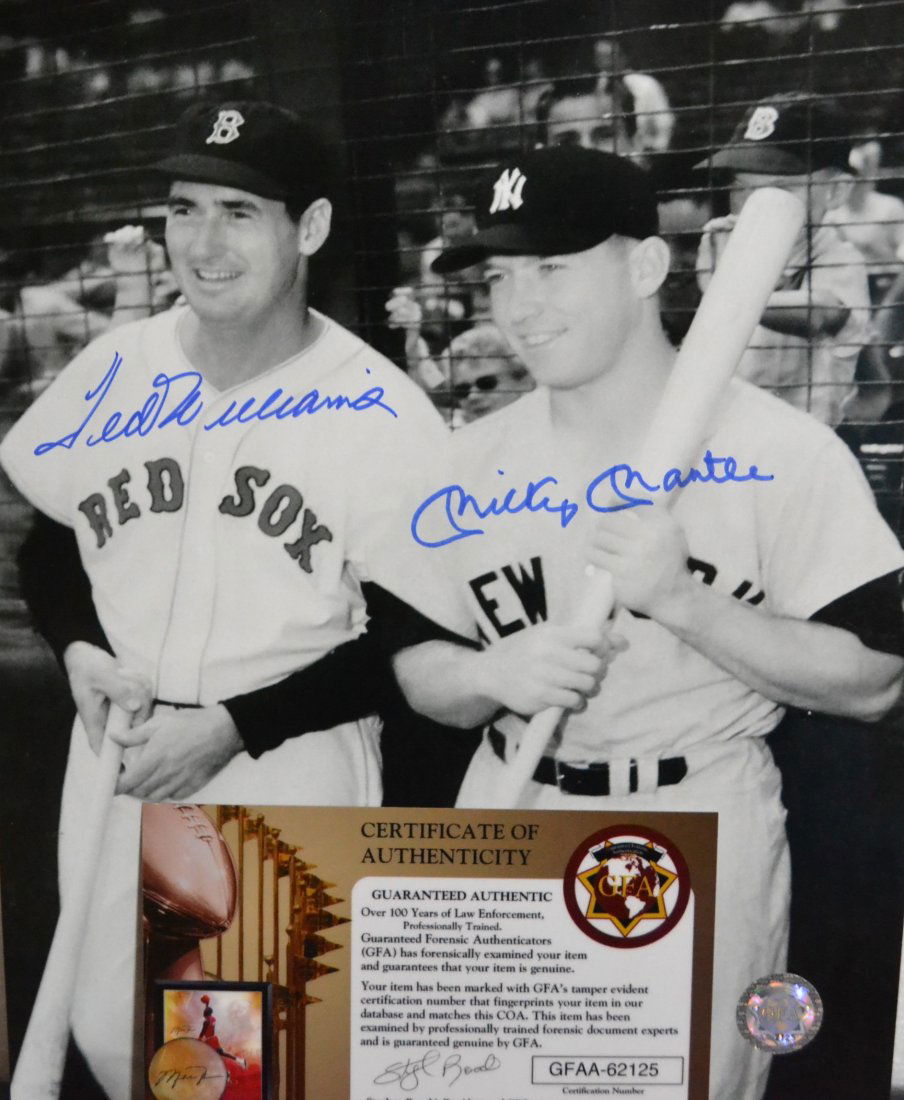 B
NY
B
Ted Williams
RED SOX
Mickey Mantle
NEW
CERTIFICATE OF
AUTHENTICITY
GUARANTEED AUTHENTIC
Over 100 Years of Law Enforcement,
Professionally Trained.
Guaranteed Forensic Authenticators
(GFA) has forensically examined your item
and guarantees that your item is genuine.
Your item has been marked with GFA's tamper evident
certification number that fingerprints your item in our
database and matches this COA. This item has been
examined by professionally trained forensic document experts
and is guaranteed genuine by GFA.
GFAA-62125
Certification Number
GFA
GFA